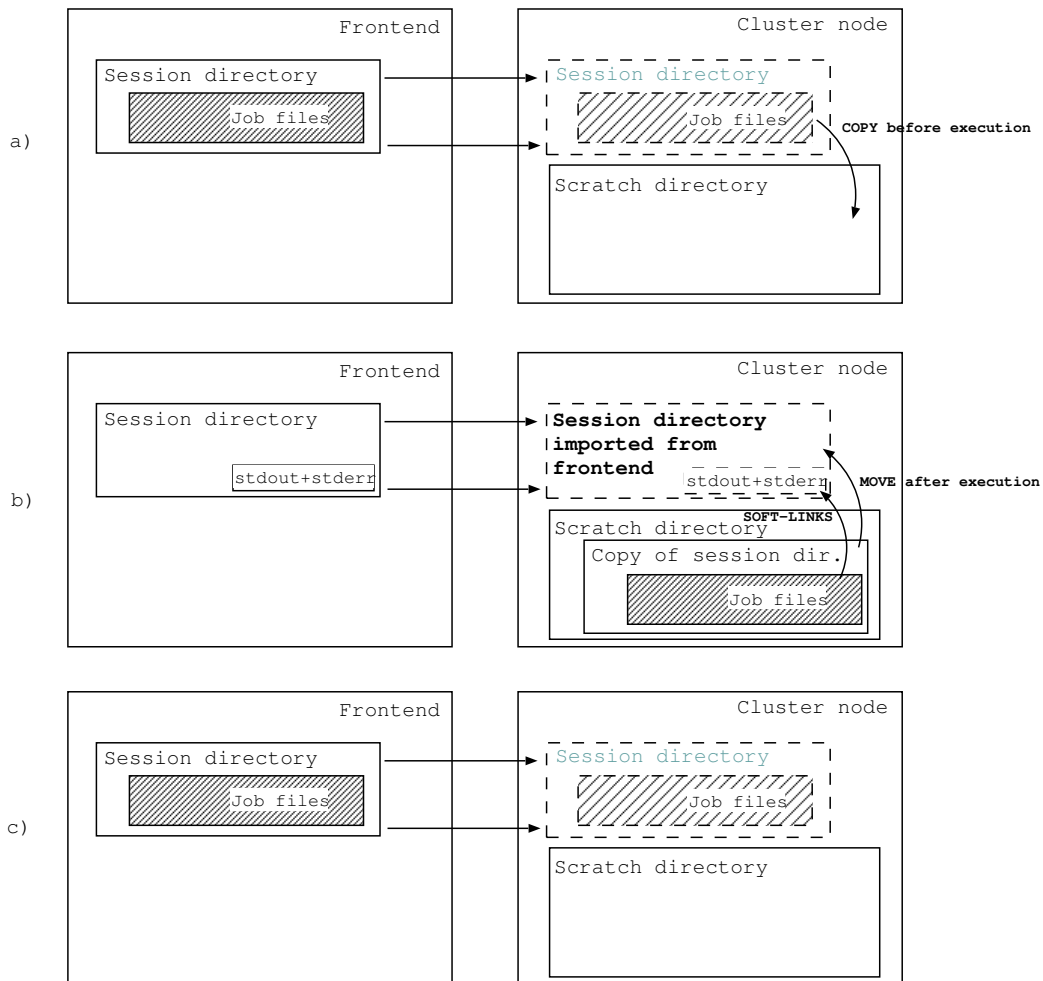 Frontend
Cluster node
Session directory
Session directory
Job files
Job files
a)
COPY before execution
Scratch directory
Frontend
Cluster node
Session directory
Session directory
imported from
frontend
stdout+stderr
stdout+stderr
MOVE after execution
b)
SOFT-LINKS
Scratch directory
Copy of session dir.
Job files
Frontend
Cluster node
Session directory
Session directory
Job files
Job files
c)
Scratch directory